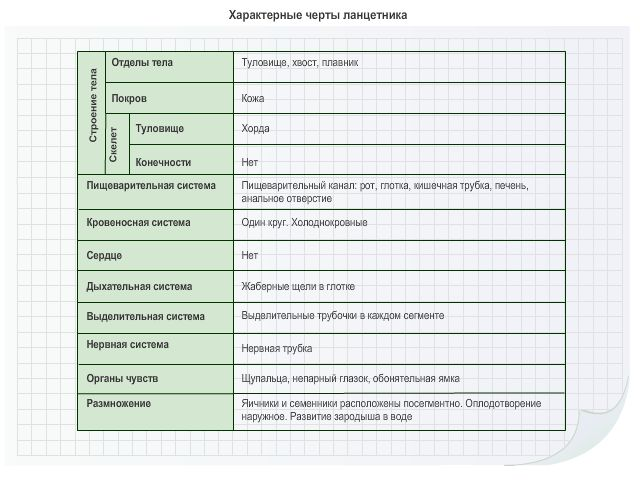 Характерные черты ланцетника
Строение тела
Отделы тела
Туловище, хвост, плавник
Покров
Кожа
Скелет
Туловище
Хорда
Конечности
Нет
Пищеварительная система
Пищеварительный канал: рот, глотка, кишечная трубка, печень,
анальное отверстие
Кровеносная система
Один круг. Холоднокровные
Сердце
Нет
Дыхательная система
Жаберные щели в глотке
Выделительная система
Выделительные трубочки в каждом сегменте
Нервная система
Нервная трубка
Органы чувств
Щупальца, непарный глазок, обонятельная ямка
Размножение
Яичники и семенники расположены посегментно. Оплодотворение
наружное. Развитие зародыша в воде